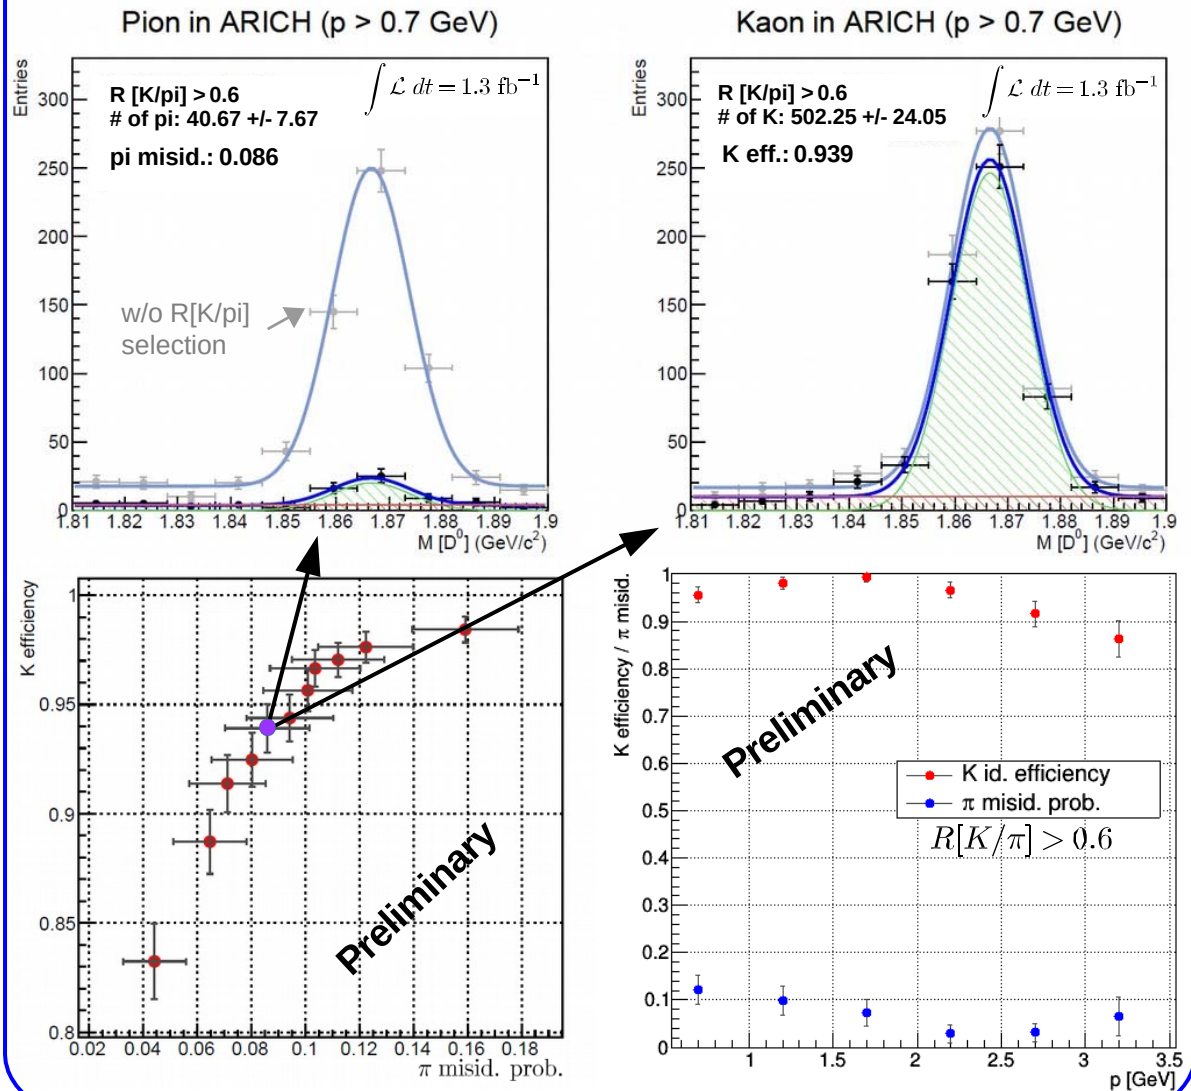 Pion in ARICH (p > 0.7 GeV)
Entries
R [K/pi] > 0.6
# of pi: 40.67 +/- 7.67
pi misid.: 0.086
∫ ℒ dt = 1.3 fb⁻¹
w/o R[K/pi]
selection
300
250
200
150
100
50
0
1.81 1.82 1.83 1.84 1.85 1.86 1.87 1.88 1.89 1.9
M [D⁰] (GeV/c²)
Kaon in ARICH (p > 0.7 GeV)
Entries
R [K/pi] > 0.6
# of K: 502.25 +/- 24.05
K eff.: 0.939
∫ ℒ dt = 1.3 fb⁻¹
300
250
200
150
100
50
0
1.81 1.82 1.83 1.84 1.85 1.86 1.87 1.88 1.89 1.9
M [D⁰] (GeV/c²)
K efficiency
1
0.95
0.9
0.85
0.8
Preliminary
0.02 0.04 0.06 0.08 0.1 0.12 0.14 0.16 0.18
π misid. prob.
K efficiency / π misid.
1
0.9
0.8
0.7
0.6
0.5
0.4
0.3
0.2
0.1
0
Preliminary
K id. efficiency
π misid. prob.
R[K/π] > 0.6
1 1.5 2 2.5 3 3.5
p [GeV]